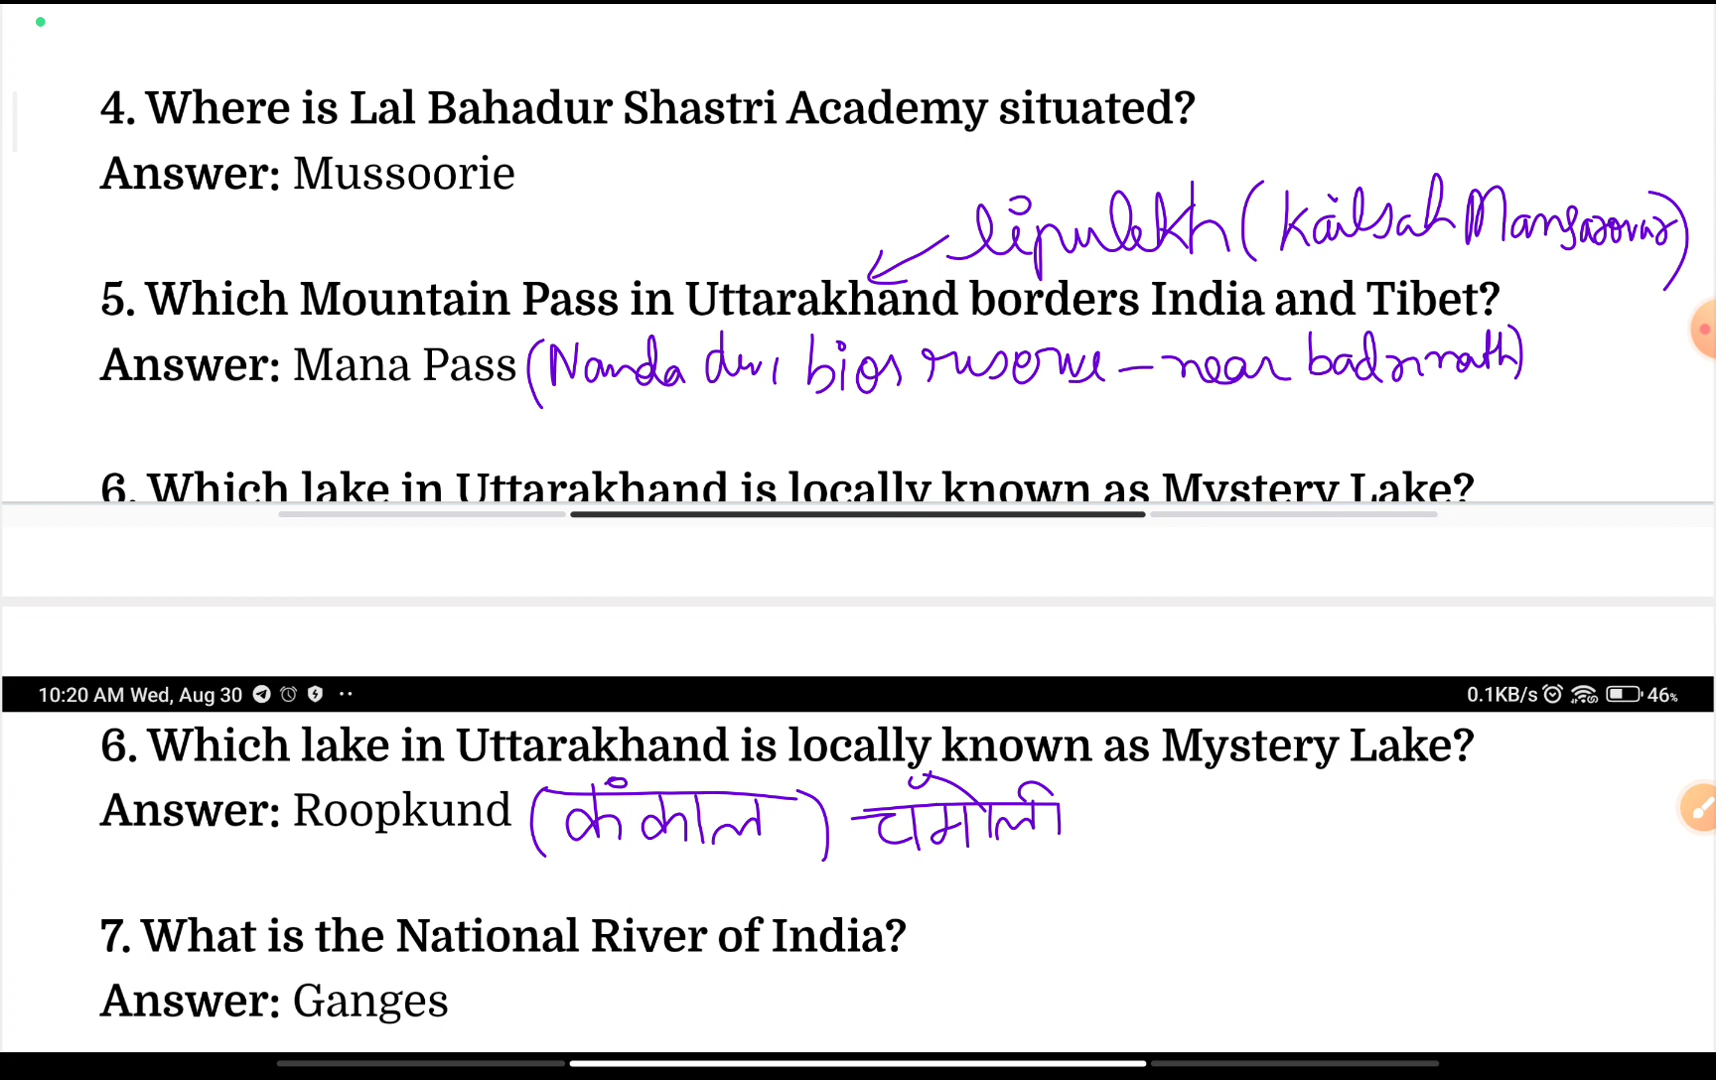 4. Where is Lal Bahadur Shastri Academy situated?
Answer: Mussoorie
lipulekh (Kailsah Mansarovar)
5. Which Mountain Pass in Uttarakhand borders India and Tibet?
Answer: Mana Pass (Nanda devi bios reserve - near badrinath)
6. Which lake in Uttarakhand is locally known as Mystery Lake?
10:20 AM Wed, Aug 30 0.1KB/s 46%
6. Which lake in Uttarakhand is locally known as Mystery Lake?
Answer: Roopkund (कंकाल) चमोली
7. What is the National River of India?
Answer: Ganges